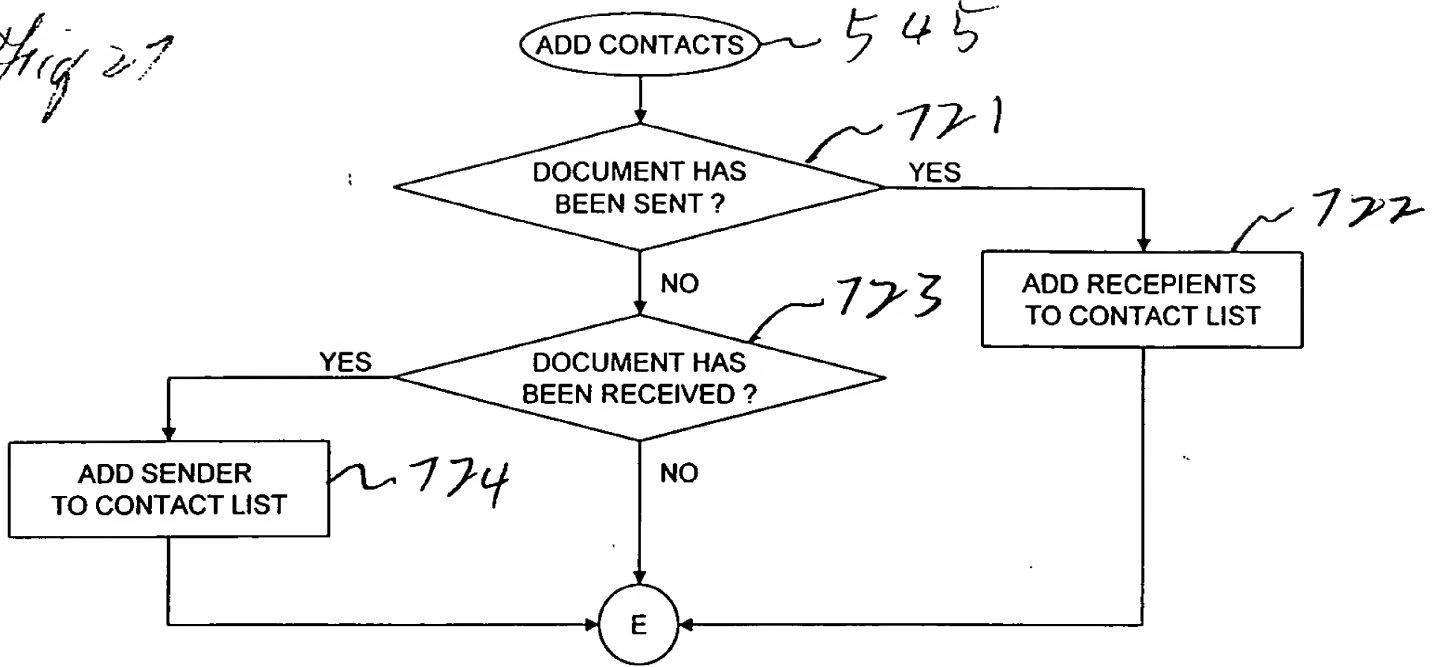 Fig 27
ADD CONTACTS
545
721
DOCUMENT HAS
BEEN SENT ?
YES
722
ADD RECEPIENTS
TO CONTACT LIST
NO
723
DOCUMENT HAS
BEEN RECEIVED ?
YES
ADD SENDER
TO CONTACT LIST
724
NO
E